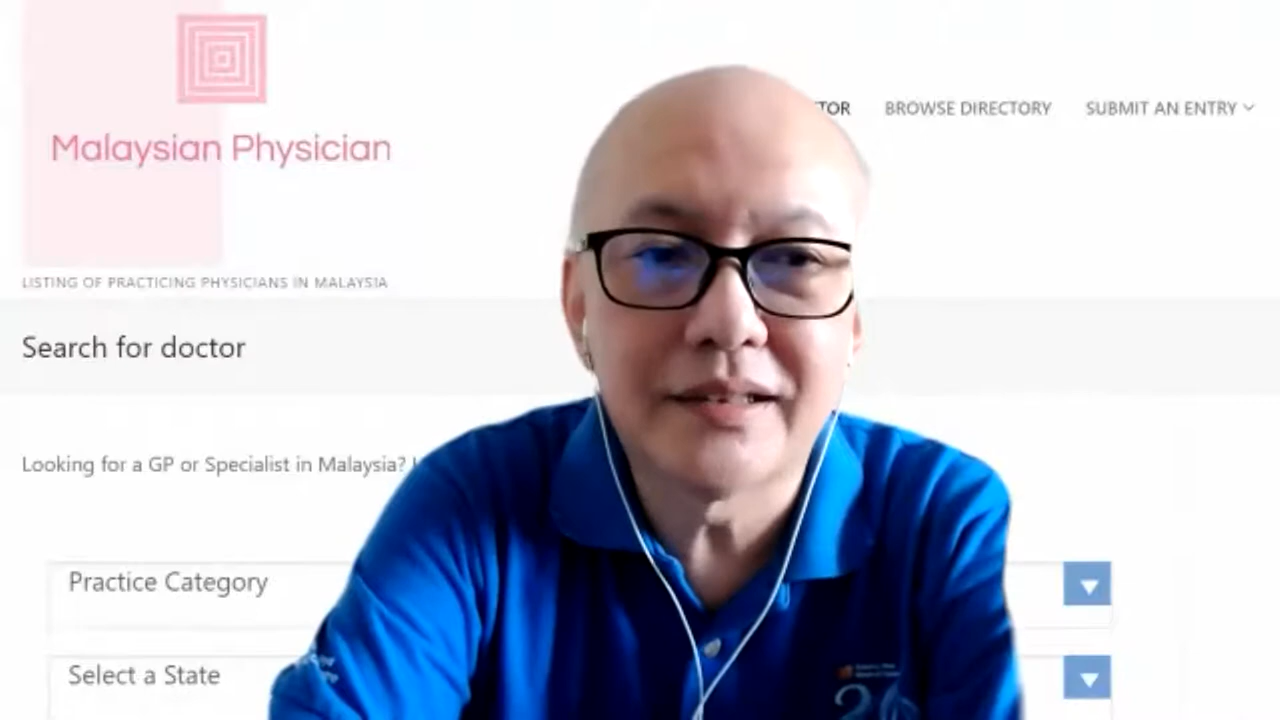 TOR
BROWSE DIRECTORY
SUBMIT AN ENTRY
Malaysian Physician
LISTING OF PRACTICING PHYSICIANS IN MALAYSIA
Search for doctor
Looking for a GP or Specialist in Malaysia?
Practice Category
Select a State